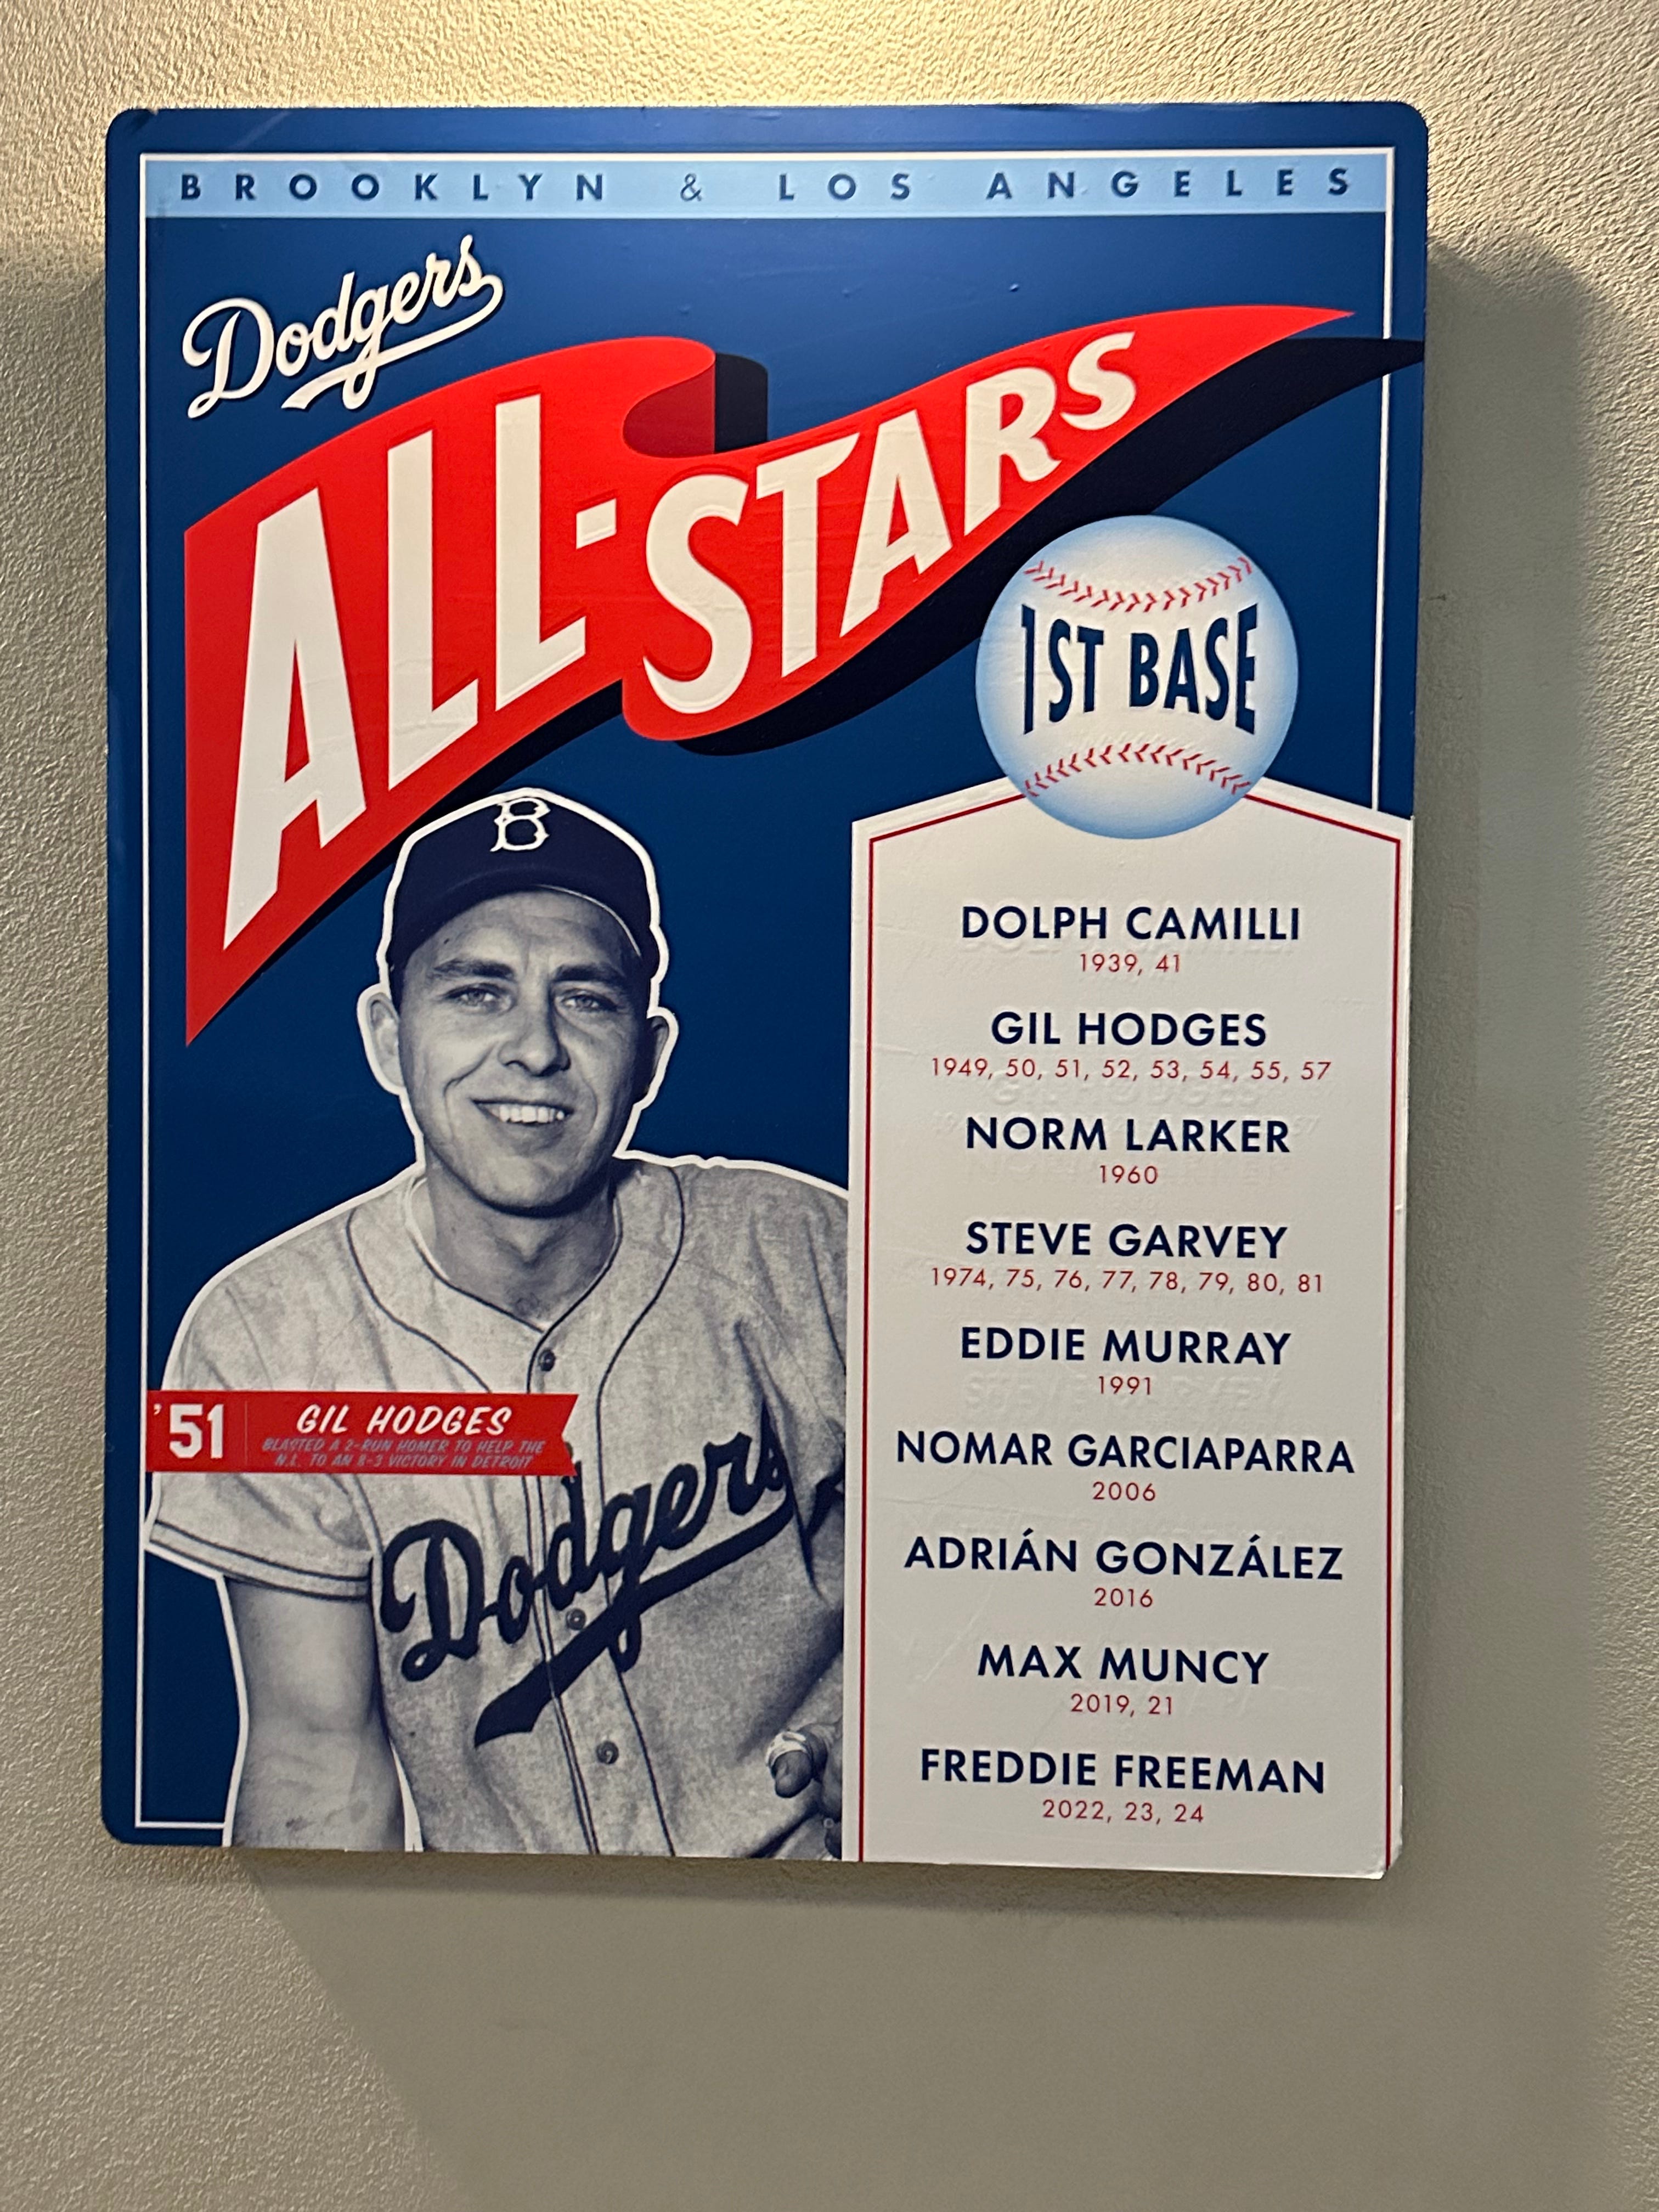 BROOKLYN & LOS ANGELES
Dodgers
ALL-STARS
1ST BASE
B
DOLPH CAMILLI
1939, 41
GIL HODGES
1949, 50, 51, 52, 53, 54, 55, 57
NORM LARKER
1960
STEVE GARVEY
1974, 75, 76, 77, 78, 79, 80, 81
EDDIE MURRAY
1991
NOMAR GARCIAPARRA
2006
ADRIÁN GONZÁLEZ
2016
MAX MUNCY
2019, 21
FREDDIE FREEMAN
2022, 23, 24
'51
GIL HODGES
BLASTED A 2-RUN HOMER TO HELP THE
N.L. TO AN 8-3 VICTORY IN DETROIT
Dodgers